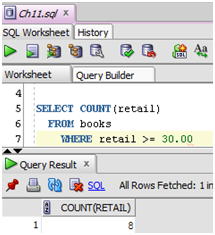 Ch11.sql
SQL Worksheet History
Worksheet Query Builder
4
5 SELECT COUNT(retail)
6 FROM books
7 WHERE retail >= 30.00
Query Result
SQL All Rows Fetched: 1 in
COUNT(RETAIL)
1 8